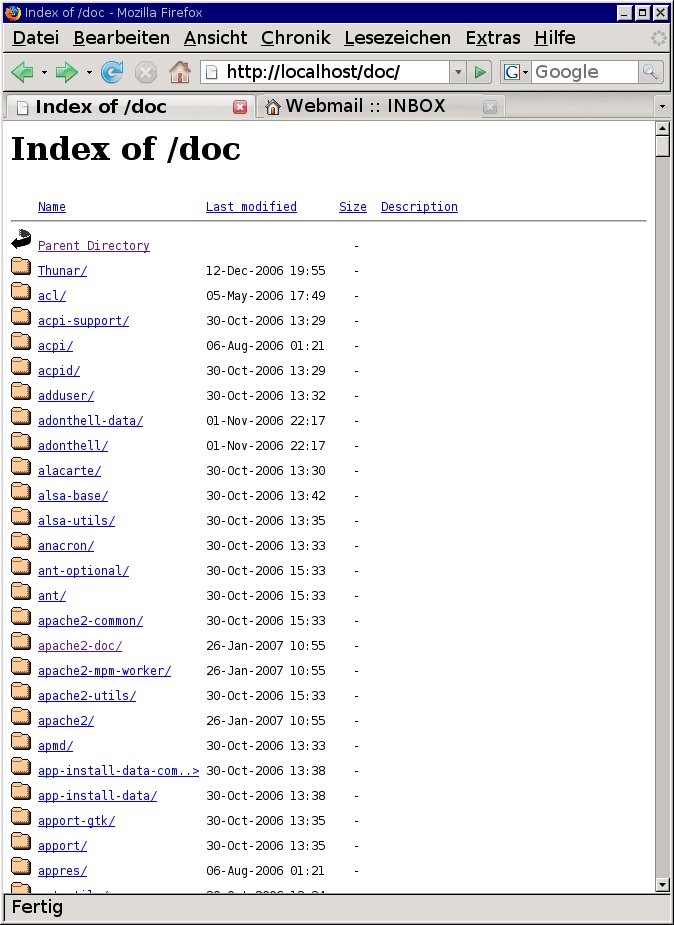 Index of /doc - Mozilla Firefox
Datei Bearbeiten Ansicht Chronik Lesezeichen Extras Hilfe
http://localhost/doc/ G Google
Index of /doc Webmail :: INBOX
Index of /doc
Name Last modified Size Description
Parent Directory -
Thunar/ 12-Dec-2006 19:55 -
acl/ 05-May-2006 17:49 -
acpi-support/ 30-Oct-2006 13:29 -
acpi/ 06-Aug-2006 01:21 -
acpid/ 30-Oct-2006 13:29 -
adduser/ 30-Oct-2006 13:32 -
adonthell-data/ 01-Nov-2006 22:17 -
adonthell/ 01-Nov-2006 22:17 -
alacarte/ 30-Oct-2006 13:30 -
alsa-base/ 30-Oct-2006 13:42 -
alsa-utils/ 30-Oct-2006 13:35 -
anacron/ 30-Oct-2006 13:33 -
ant-optional/ 30-Oct-2006 15:33 -
ant/ 30-Oct-2006 15:33 -
apache2-common/ 30-Oct-2006 15:33 -
apache2-doc/ 26-Jan-2007 10:55 -
apache2-mpm-worker/ 26-Jan-2007 10:55 -
apache2-utils/ 30-Oct-2006 15:33 -
apache2/ 26-Jan-2007 10:55 -
apmd/ 30-Oct-2006 13:33 -
app-install-data-com..> 30-Oct-2006 13:38 -
app-install-data/ 30-Oct-2006 13:38 -
apport-gtk/ 30-Oct-2006 13:35 -
apport/ 30-Oct-2006 13:35 -
appres/ 06-Aug-2006 01:21 -
Fertig